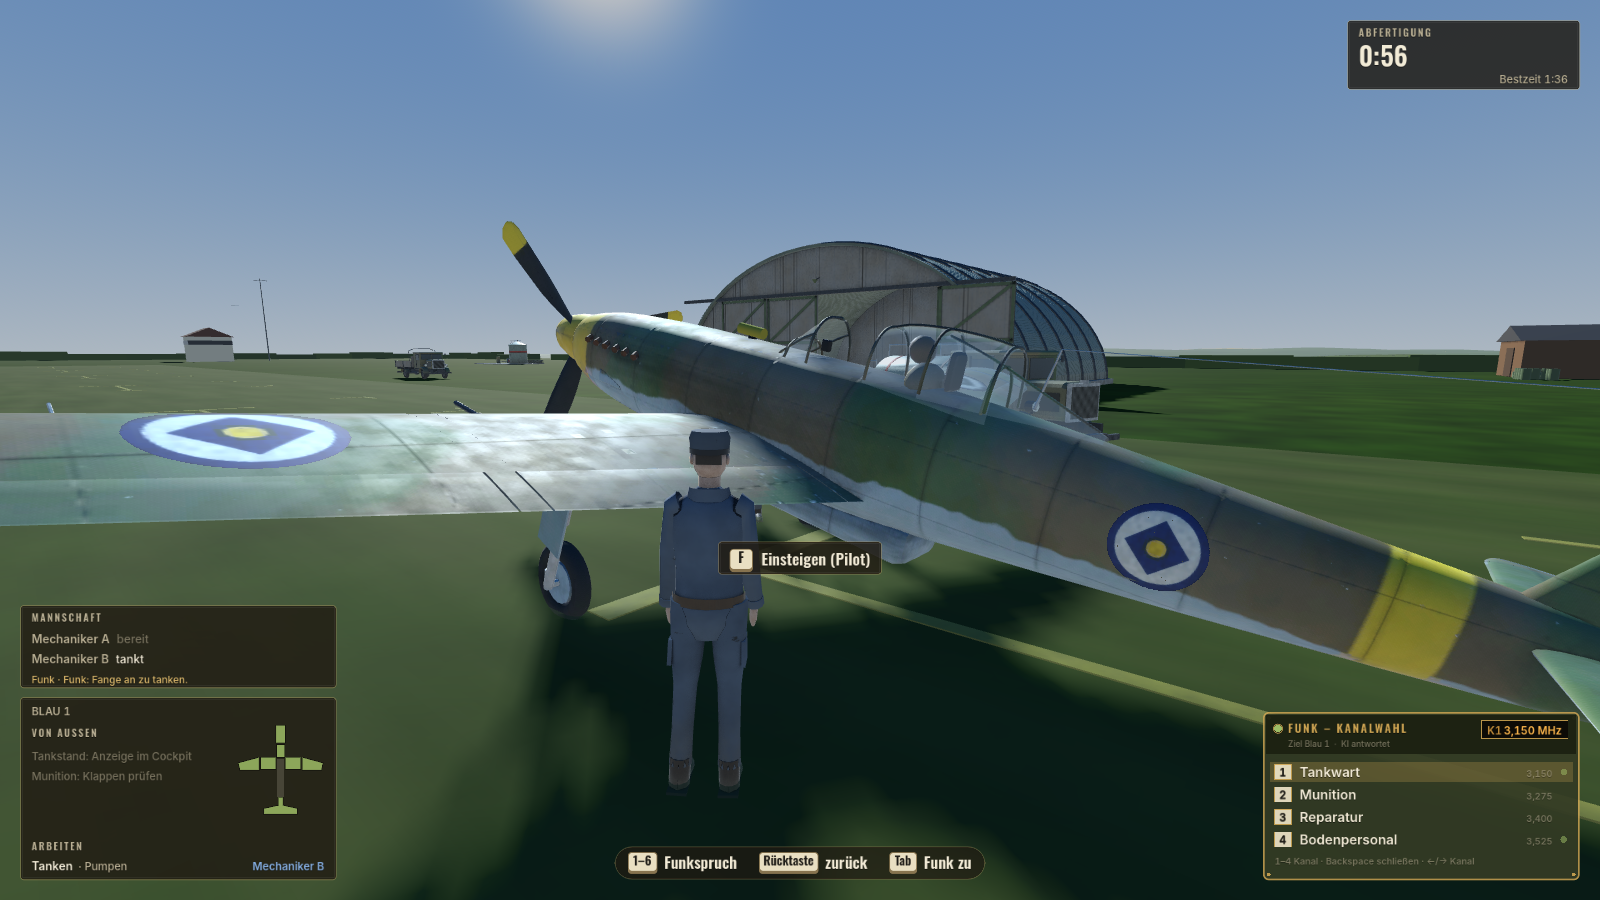 ABFERTIGUNG
0:56
Bestzeit 1:36
F Einsteigen (Pilot)
MANNSCHAFT
Mechaniker A bereit
Mechaniker B tankt
Funk · Funk: Fange an zu tanken.
BLAU 1
VON AUSSEN
Tankstand: Anzeige im Cockpit
Munition: Klappen prüfen
ARBEITEN
Tanken · Pumpen Mechaniker B
1–6 Funkspruch Rücktaste zurück Tab Funk zu
FUNK – KANALWAHL K1 3,150 MHz
Ziel Blau 1 · KI antwortet
1 Tankwart 3,150
2 Munition 3,275
3 Reparatur 3,400
4 Bodenpersonal 3,525
1–4 Kanal · Backspace schließen · ←/→ Kanal